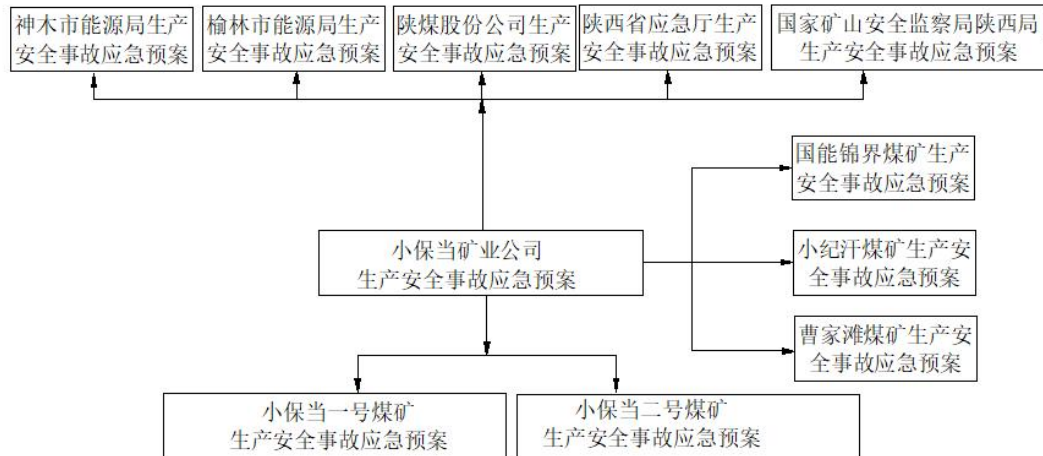 神木市能源局生产
安全事故应急预案
榆林市能源局生产
安全事故应急预案
陕煤股份公司生产
安全事故应急预案
陕西省应急厅生产
安全事故应急预案
国家矿山安全监察局陕西局
生产安全事故应急预案
国能锦界煤矿生产
安全事故应急预案
小保当矿业公司
生产安全事故应急预案
小纪汗煤矿生产安
全事故应急预案
曹家滩煤矿生产安
全事故应急预案
小保当一号煤矿
生产安全事故应急预案
小保当二号煤矿
生产安全事故应急预案